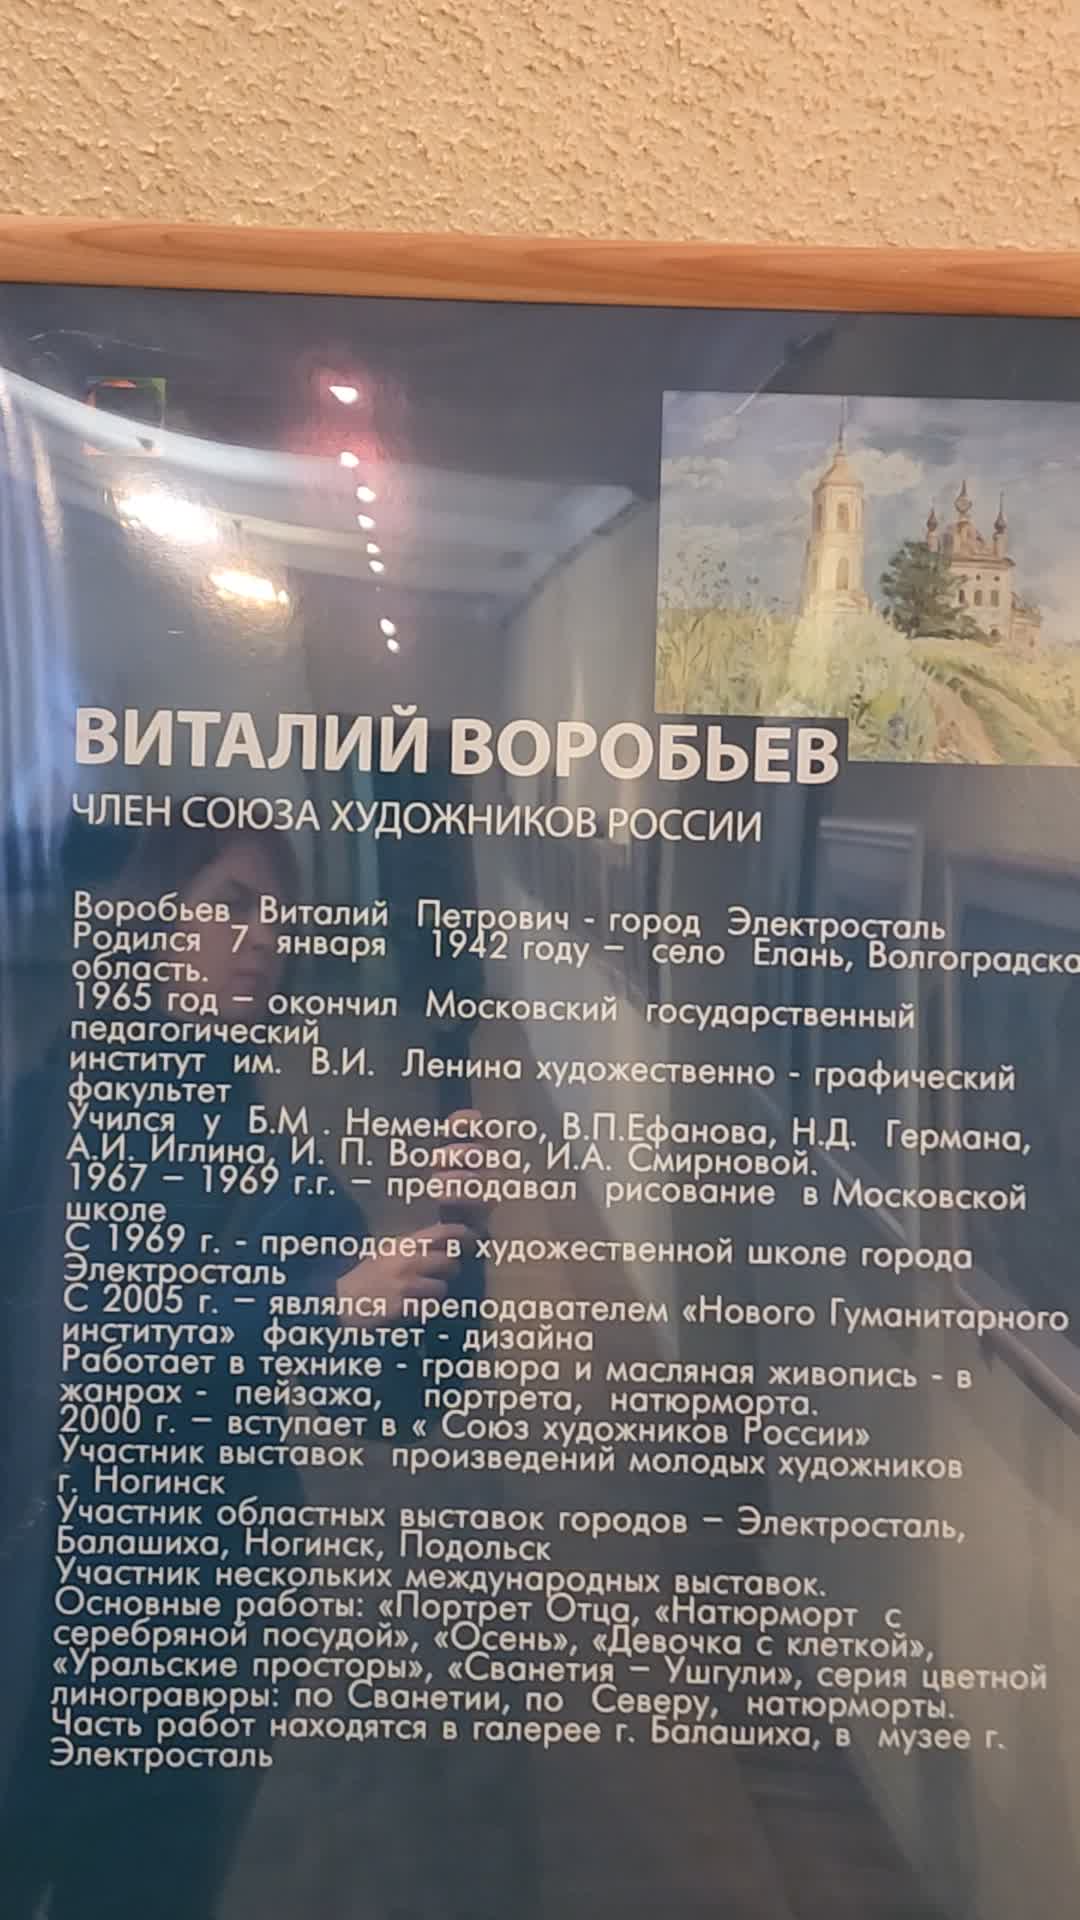 ВИТАЛИЙ ВОРОБЬЕВ
ЧЛЕН СОЮЗА ХУДОЖНИКОВ РОССИИ
Воробьев Виталий Петрович - город Электросталь
Родился 7 января 1942 году – село Елань, Волгоградска
область.
1965 год – окончил Московский государственный
педагогический
институт им. В.И. Ленина художественно - графический
факультет
Учился у Б.М . Неменского, В.П.Ефанова, Н.Д. Германа,
А.И. Иглина, И. П. Волкова, И.А. Смирновой.
1967 – 1969 г.г. – преподавал рисование в Московской
школе
С 1969 г. - преподает в художественной школе города
Электросталь
С 2005 г. – являлся преподавателем «Нового Гуманитарного
института» факультет - дизайна
Работает в технике - гравюра и масляная живопись - в
жанрах - пейзажа, портрета, натюрморта.
2000 г. – вступает в « Союз художников России»
Участник выставок произведений молодых художников
г. Ногинск
Участник областных выставок городов – Электросталь,
Балашиха, Ногинск, Подольск
Участник нескольких международных выставок.
Основные работы: «Портрет Отца, «Натюрморт с
серебряной посудой», «Осень», «Девочка с клеткой»,
«Уральские просторы», «Сванетия – Ушгули», серия цветной
линогравюры: по Сванетии, по Северу, натюрморты.
Часть работ находятся в галерее г. Балашиха, в музее г.
Электросталь